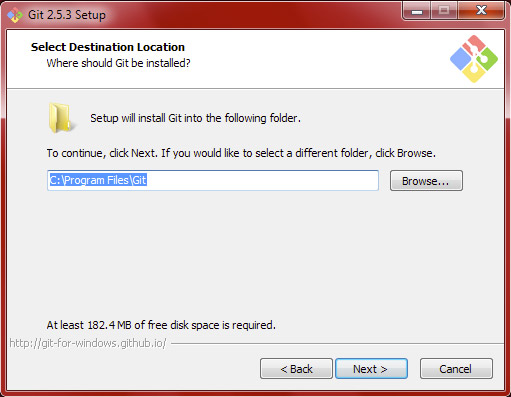 Git 2.5.3 Setup
Select Destination Location
Where should Git be installed?
Setup will install Git into the following folder.
To continue, click Next. If you would like to select a different folder, click Browse.
C:\Program Files\Git
Browse...
At least 182.4 MB of free disk space is required.
http://git-for-windows.github.io/
< Back
Next >
Cancel